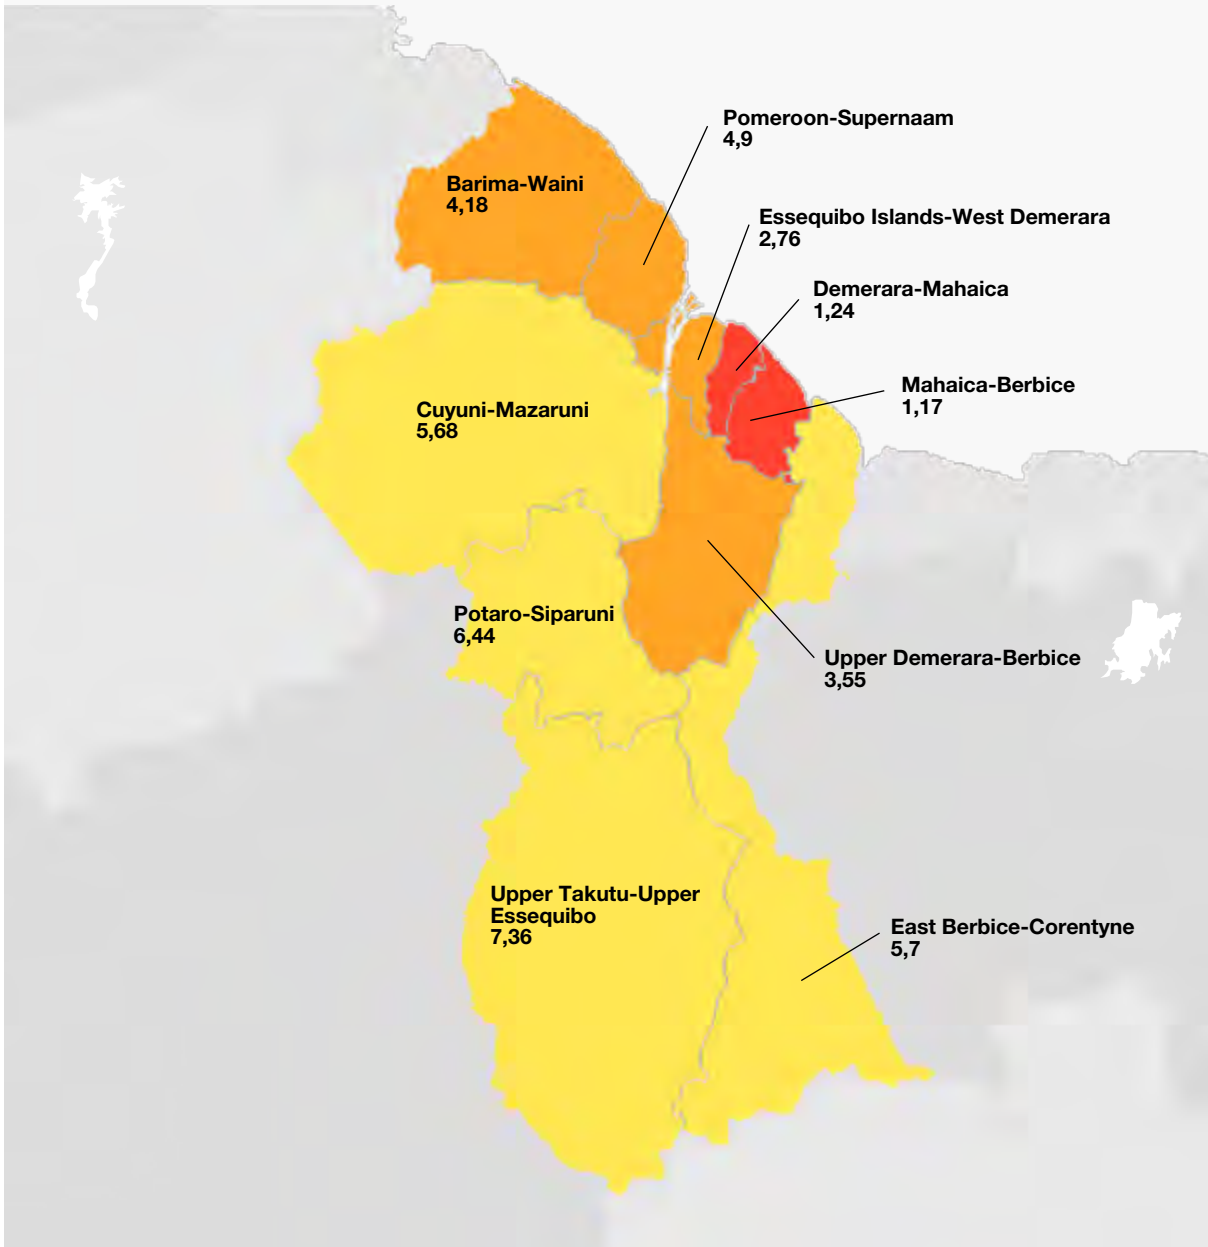 Pomeroon-Supernaam
4,9
Barima-Waini
4,18
Essequibo Islands-West Demerara
2,76
Demerara-Mahaica
1,24
Mahaica-Berbice
1,17
Cuyuni-Mazaruni
5,68
Potaro-Siparuni
6,44
Upper Demerara-Berbice
3,55
Upper Takutu-Upper
Essequibo
7,36
East Berbice-Corentyne
5,7